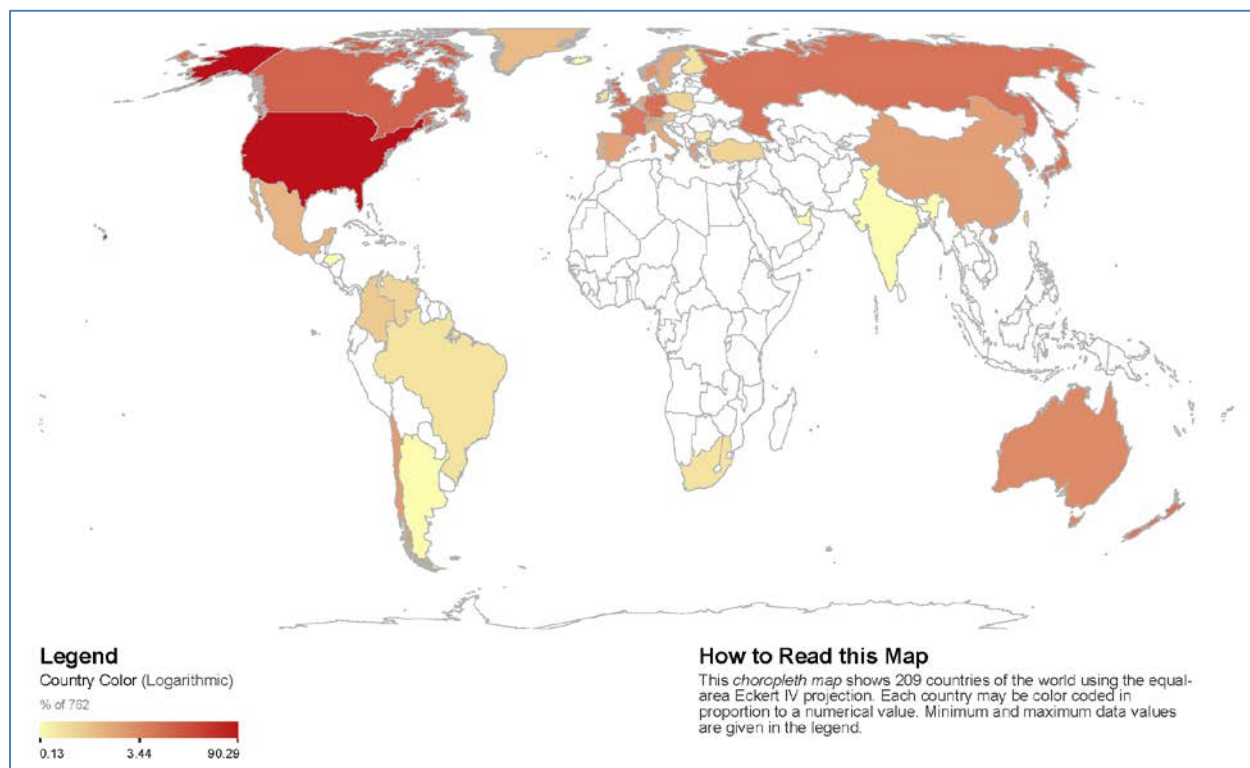 Legend
Country Color (Logarithmic)
% of 762
0.13 3.44 90.29
How to Read this Map
This choropleth map shows 209 countries of the world using the equal-
area Eckert IV projection. Each country may be color coded in
proportion to a numerical value. Minimum and maximum data values
are given in the legend.